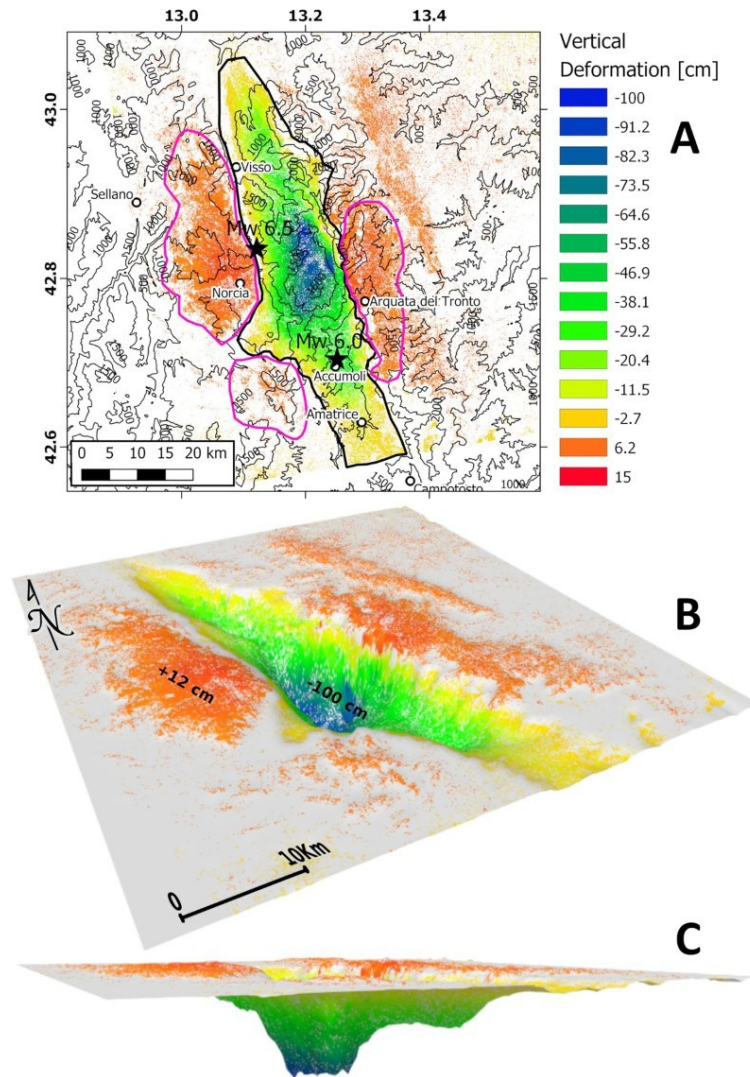 13.0 13.2 13.4
43.0
42.8
42.6
1000
1500
500
Visso
Sellano
Mw 6.5
Norcia
Arquata del Tronto
Mw 6.0
Accumoli
Amatrice
Campotosto
0 5 10 15 20 km
Vertical
Deformation [cm]
-100
-91.2
-82.3
-73.5
-64.6
-55.8
-46.9
-38.1
-29.2
-20.4
-11.5
-2.7
6.2
15
A
N
B
+12 cm
-100 cm
0 10Km
C